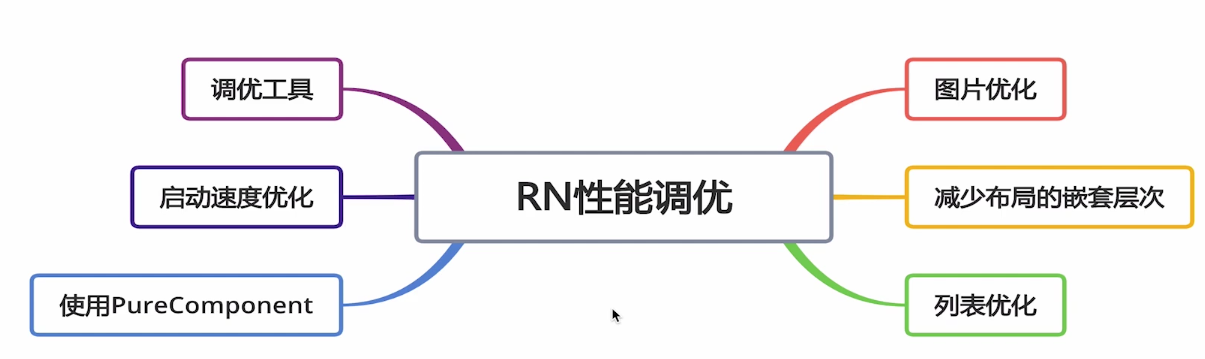 调优工具
图片优化
启动速度优化
RN性能调优
减少布局的嵌套层次
使用PureComponent
列表优化